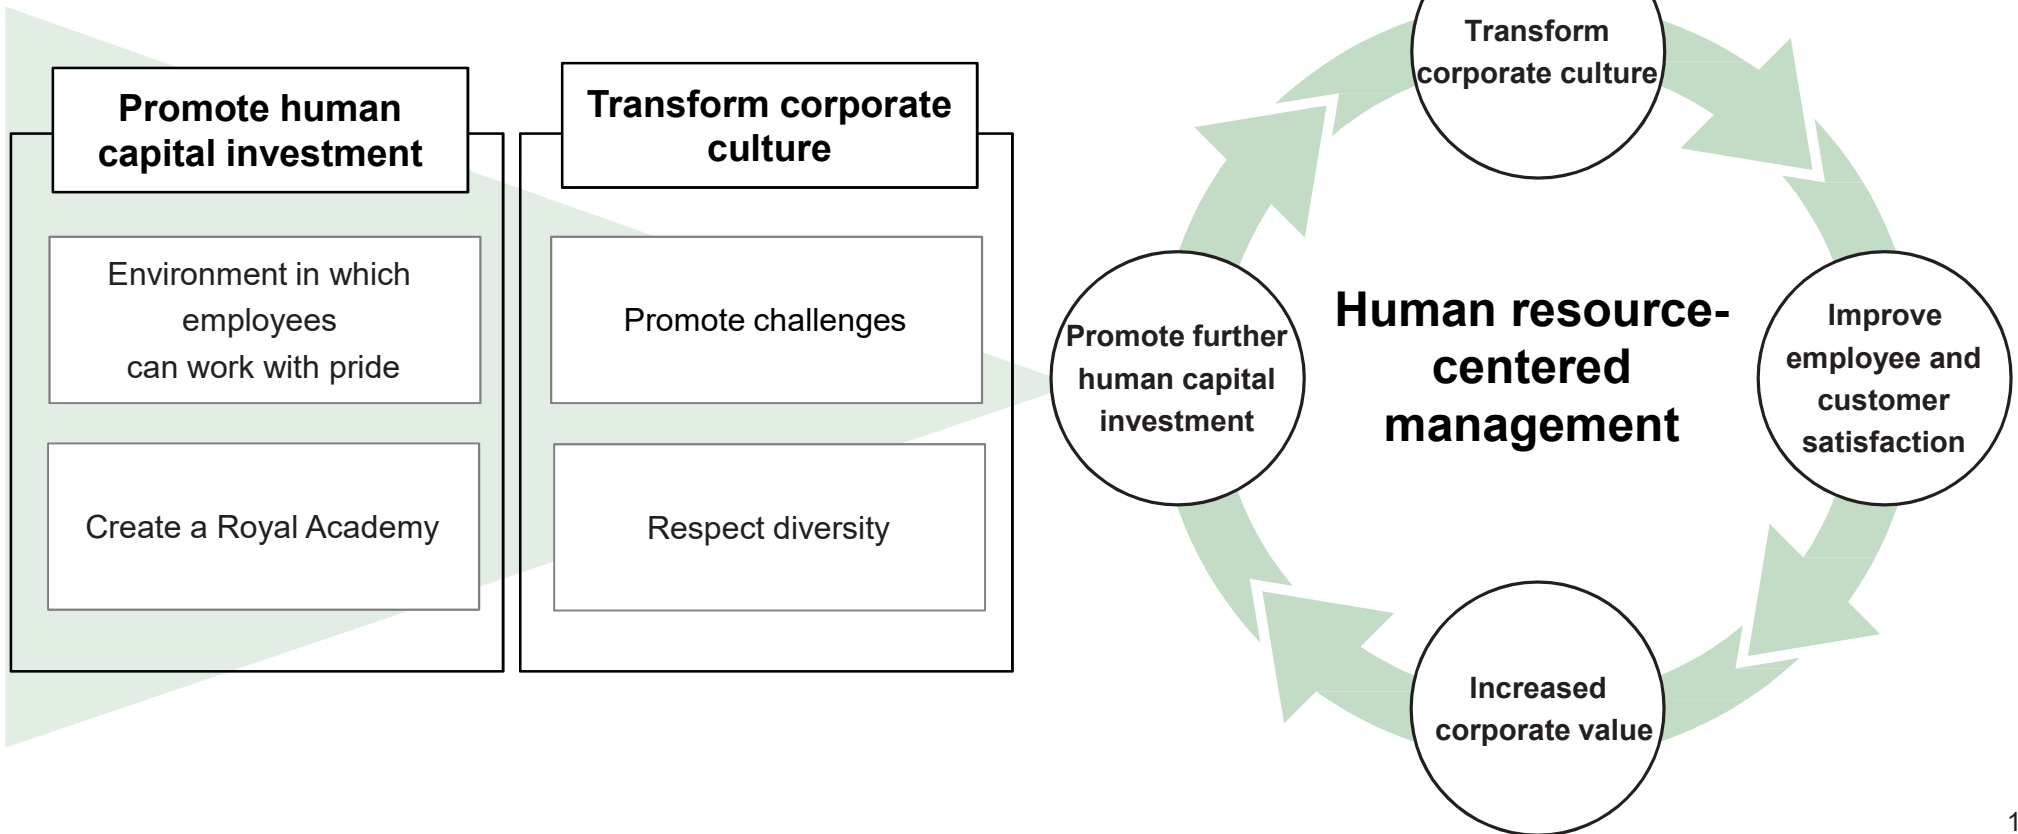 Promote human
capital investment
Environment in which
employees
can work with pride
Create a Royal Academy
Transform corporate
culture
Promote challenges
Respect diversity
Transform
corporate culture
Promote further
human capital
investment
Human resource-
centered
management
Improve
employee and
customer
satisfaction
Increased
corporate value
1